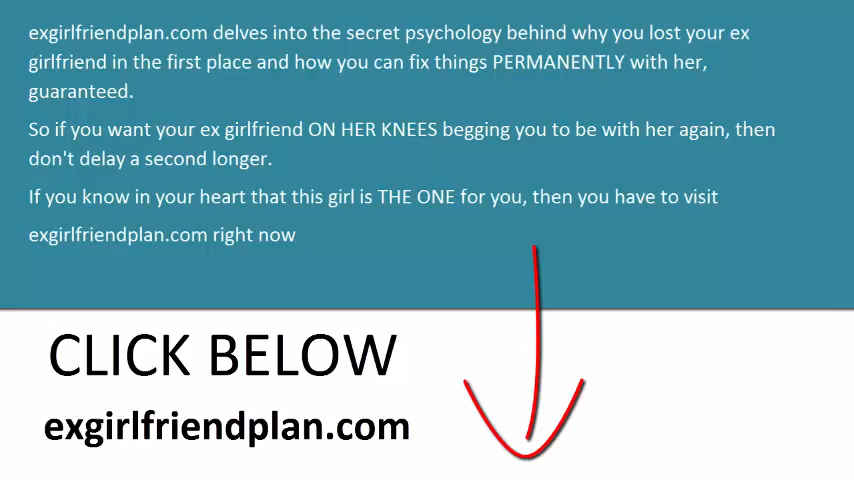 exgirlfriendplan.com delves into the secret psychology behind why you lost your ex
girlfriend in the first place and how you can fix things PERMANENTLY with her,
guaranteed.
So if you want your ex girlfriend ON HER KNEES begging you to be with her again, then
don't delay a second longer.
If you know in your heart that this girl is THE ONE for you, then you have to visit
exgirlfriendplan.com right now
CLICK BELOW
exgirlfriendplan.com